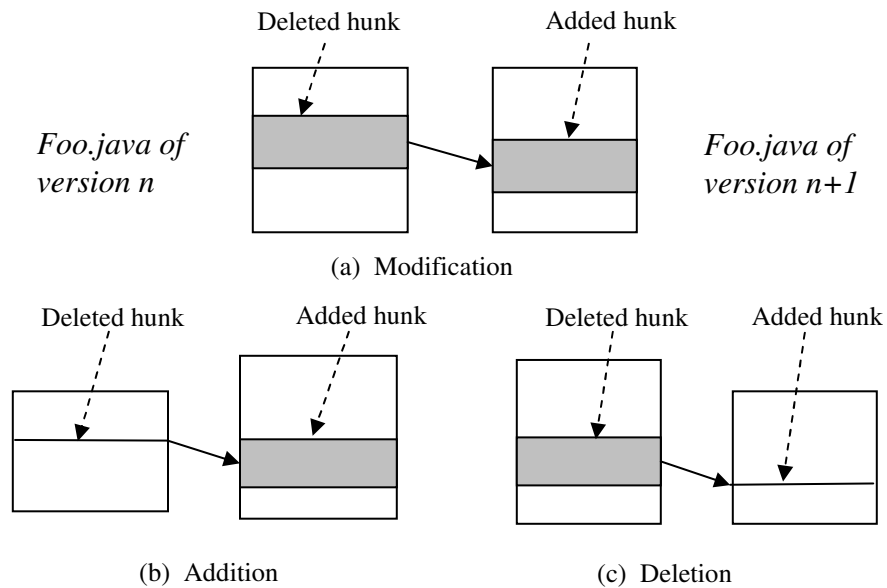 Deleted hunk
Added hunk
Foo.java of
version n
Foo.java of
version n+1
(a) Modification
Deleted hunk
Added hunk
Deleted hunk
Added hunk
(b) Addition
(c) Deletion